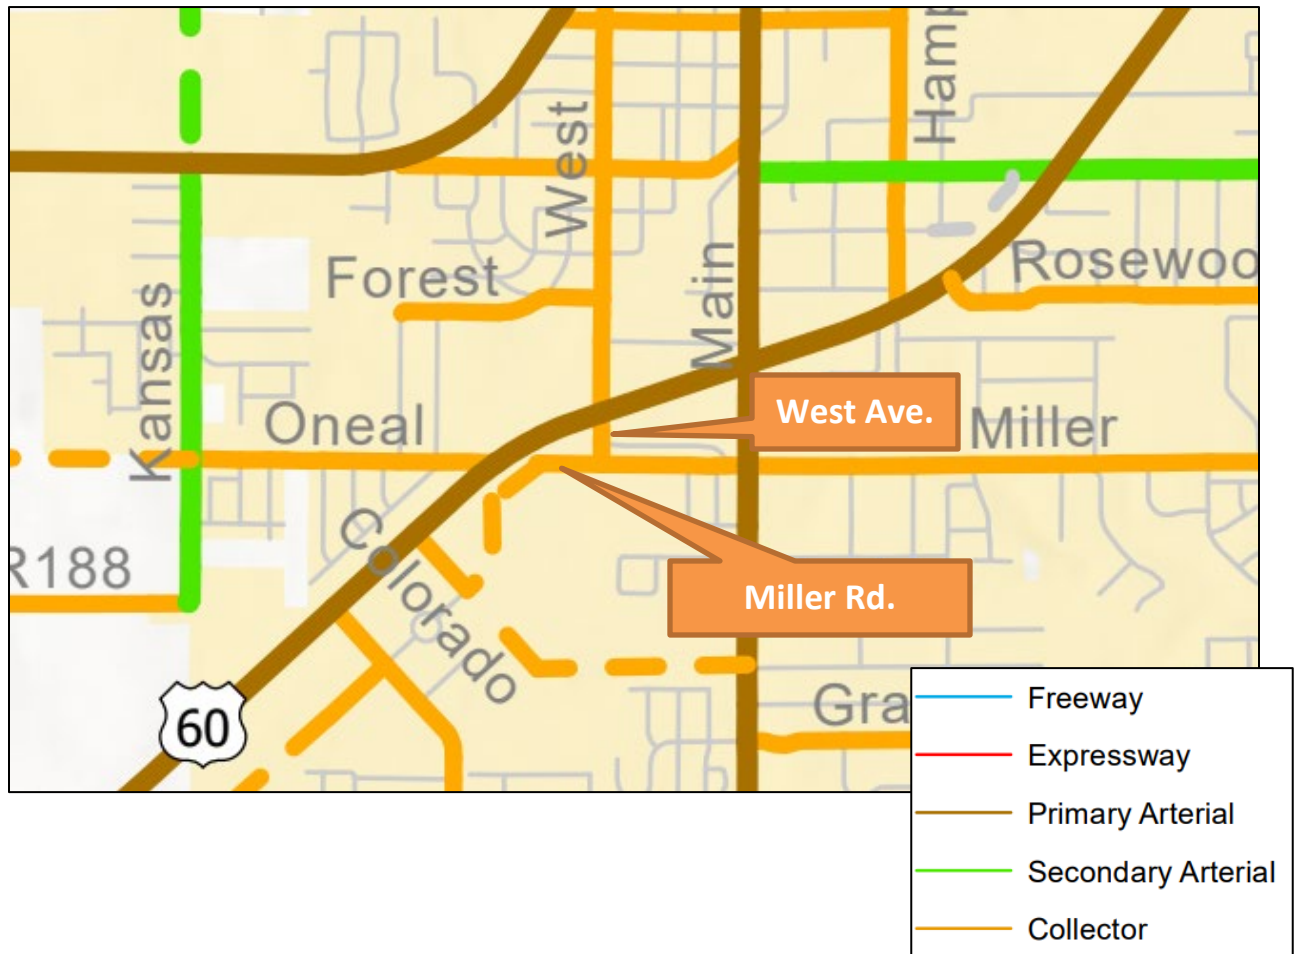 West
Hamp
Kansas
Forest
Main
Rosewoo
Oneal
West Ave.
Miller
Colorado
R188
Miller Rd.
60
Gra
Freeway
Expressway
Primary Arterial
Secondary Arterial
Collector